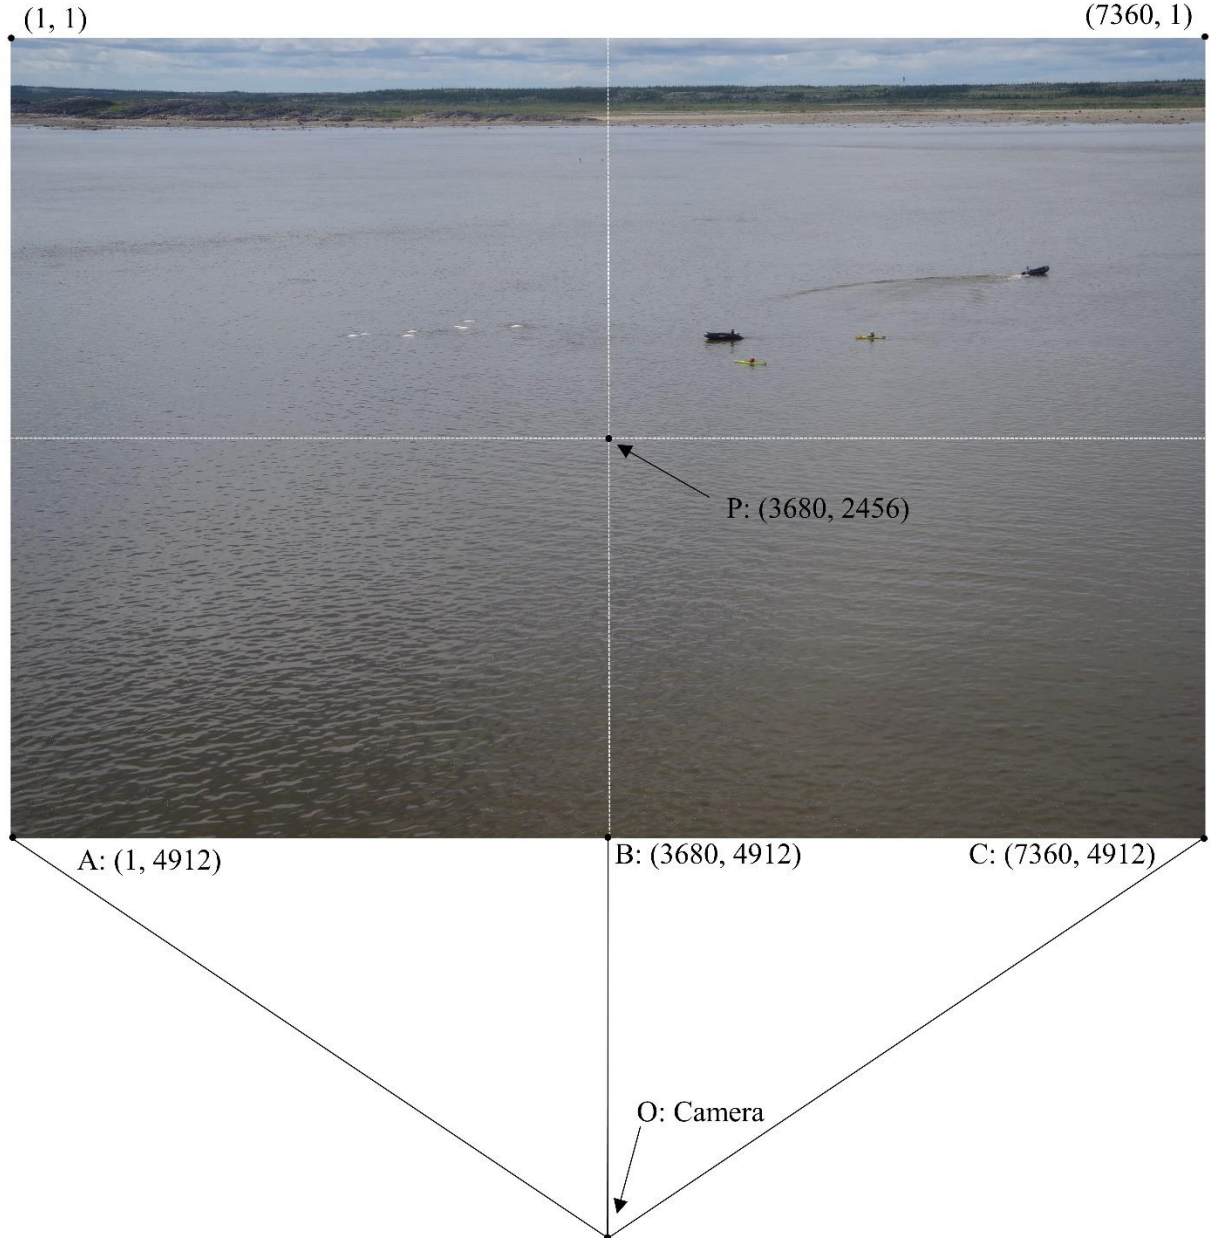 (1, 1)
(7360, 1)
P: (3680, 2456)
A: (1, 4912)
B: (3680, 4912)
C: (7360, 4912)
O: Camera